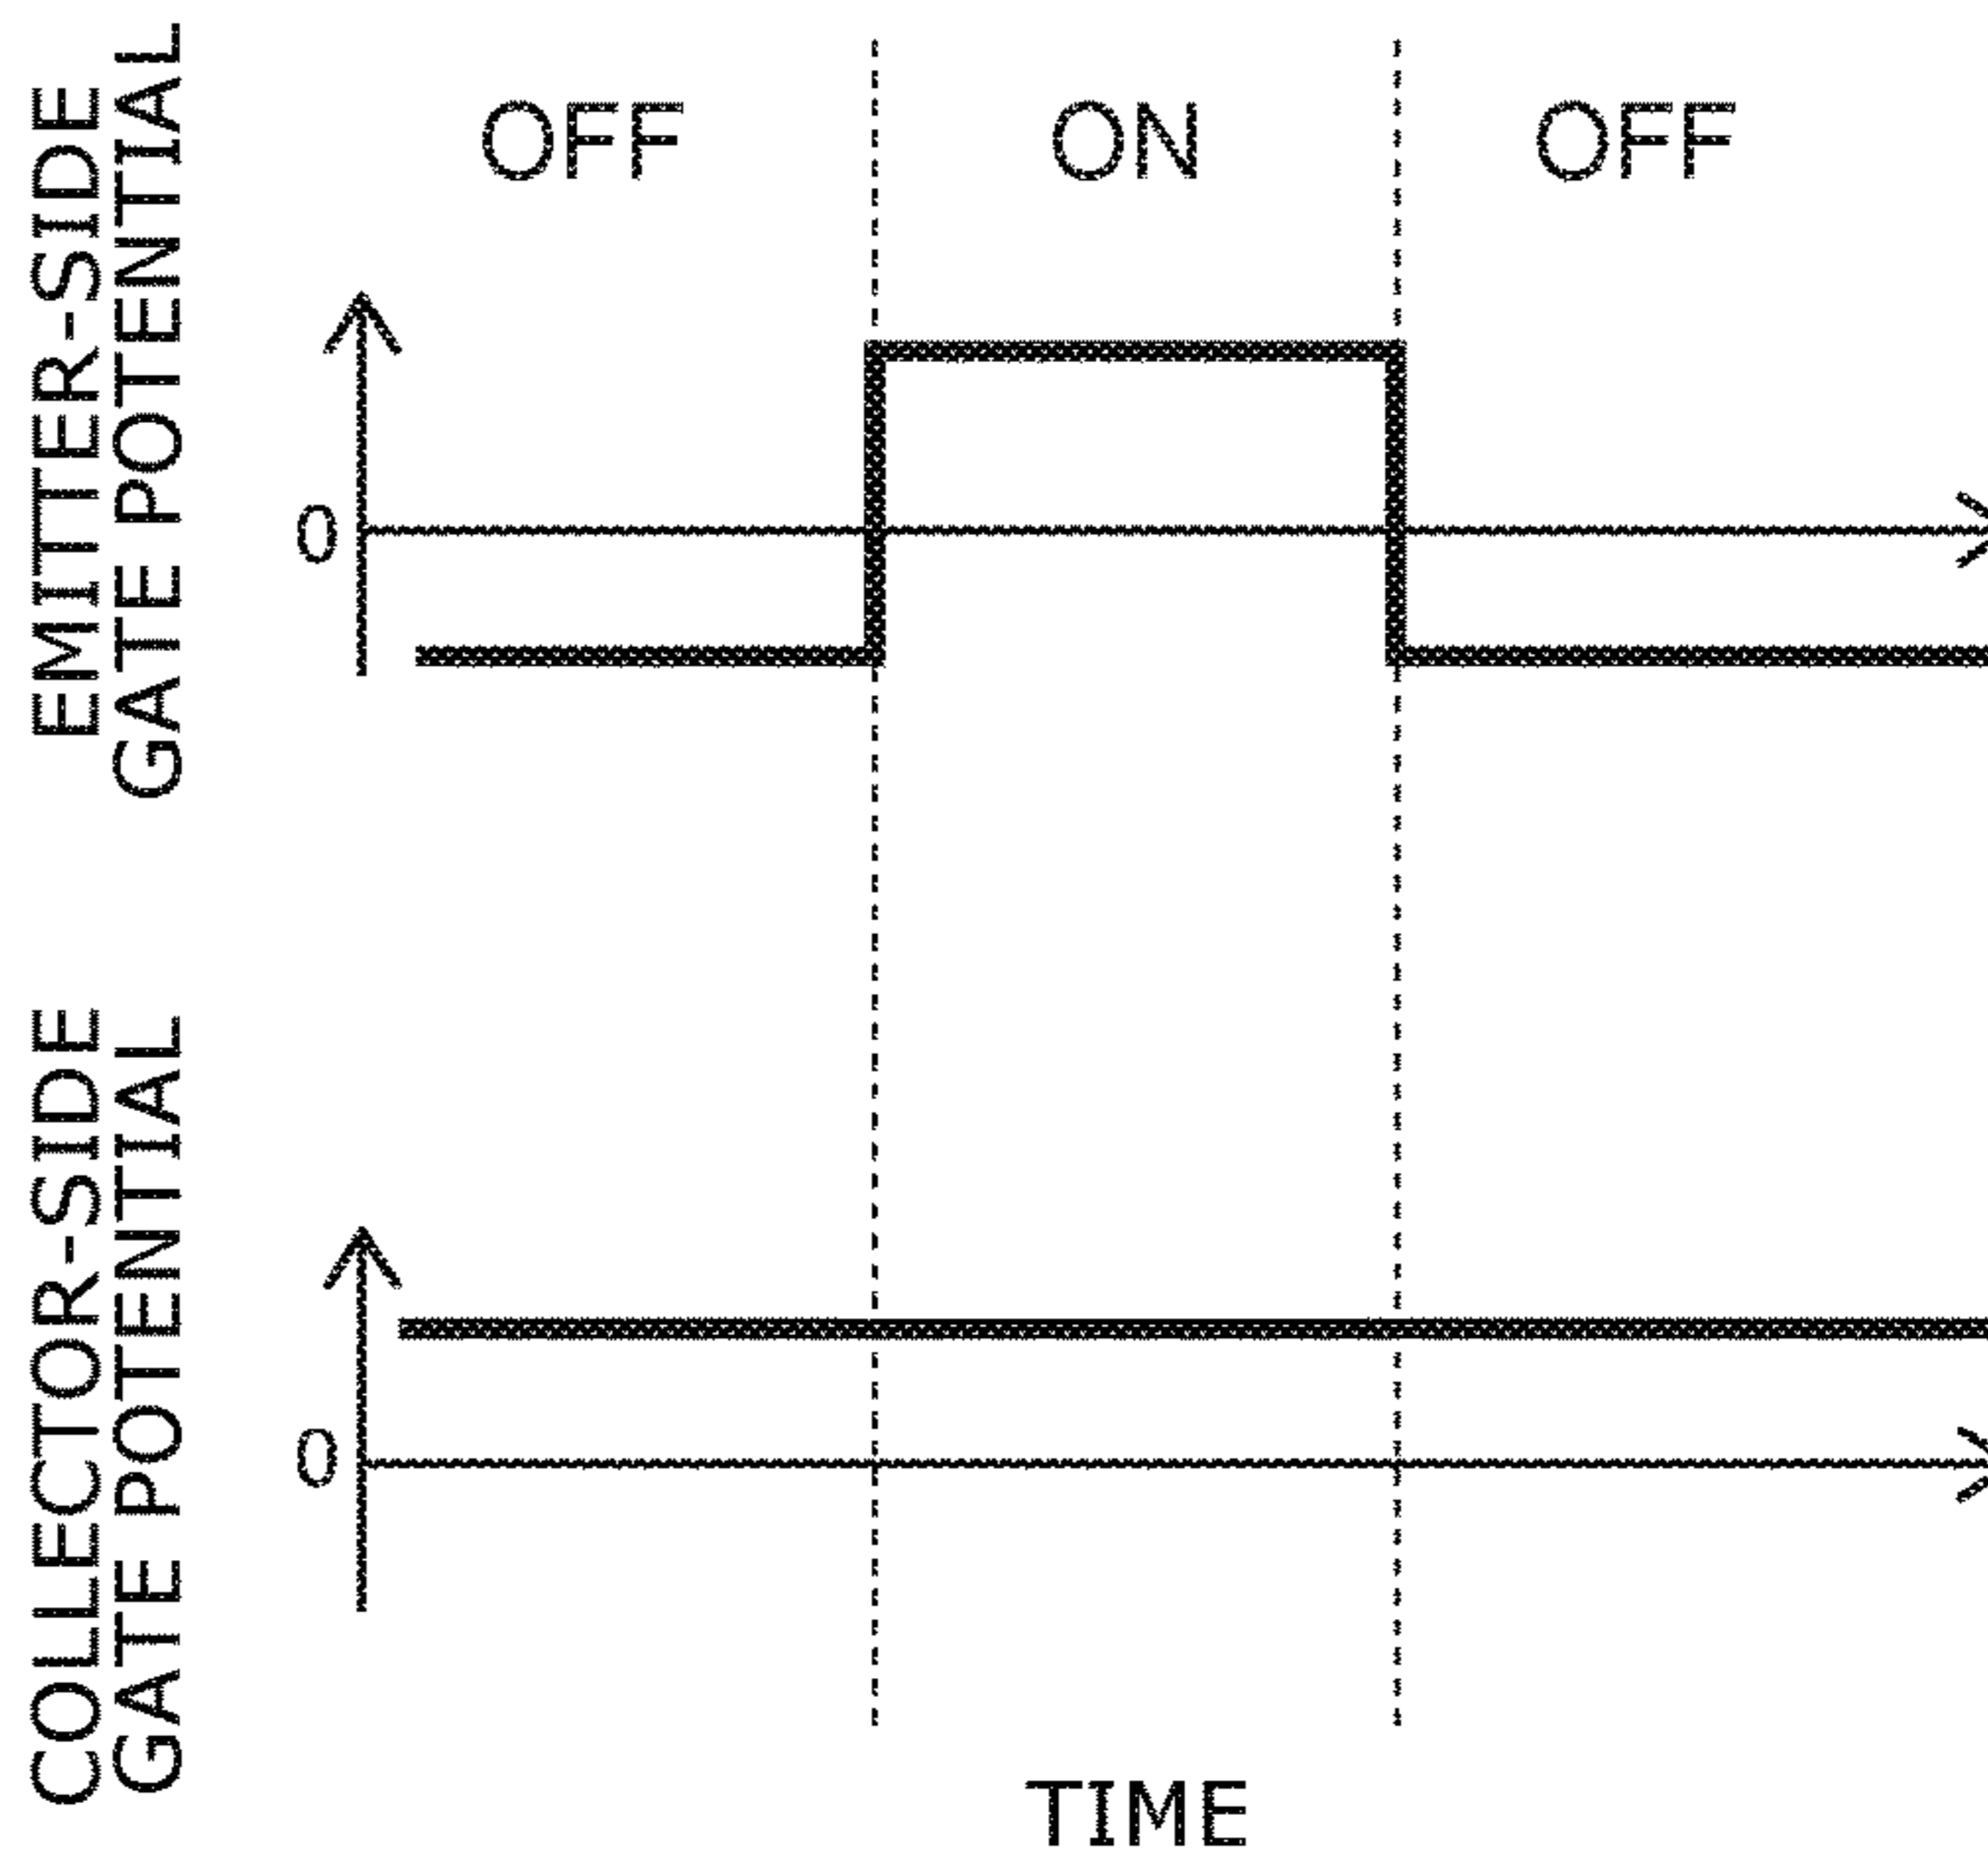 EMITTER-SIDE
GATE POTENTIAL
OFF
ON
OFF
0
COLLECTOR-SIDE
GATE POTENTIAL
0
TIME